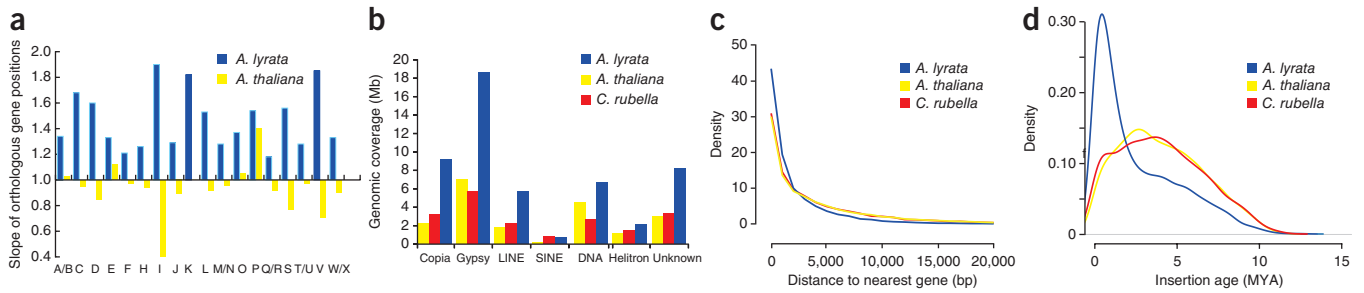 a
Slope of orthologous gene positions
2.0
1.8
1.6
1.4
1.2
1.0
0.8
0.6
0.4
A. lyrata
A. thaliana
A/B C D E F H I J K L M/N O P Q/R S T/U V W/X
b
Genomic coverage (Mb)
20
18
16
14
12
10
8
6
4
2
0
A. lyrata
A. thaliana
C. rubella
Copia Gypsy LINE SINE DNA Helitron Unknown
c
Density
50
40
30
20
10
0
A. lyrata
A. thaliana
C. rubella
0 5,000 10,000 15,000 20,000
Distance to nearest gene (bp)
d
Density
0.30
0.20
0.10
0
A. lyrata
A. thaliana
C. rubella
0 5 10 15
Insertion age (MYA)